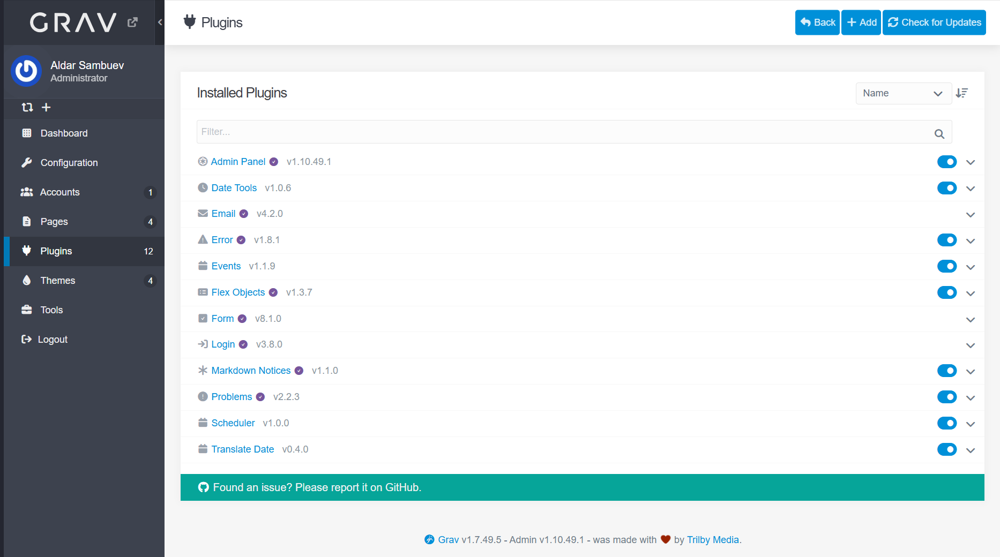 GRAV
Plugins
Back
Add
Check for Updates
Aldar Sambuev
Administrator
Dashboard
Configuration
Accounts 1
Pages 4
Plugins 12
Themes 4
Tools
Logout
Installed Plugins
Name
Filter...
Admin Panel v1.10.49.1
Date Tools v1.0.6
Email v4.2.0
Error v1.8.1
Events v1.1.9
Flex Objects v1.3.7
Form v8.1.0
Login v3.8.0
Markdown Notices v1.1.0
Problems v2.2.3
Scheduler v1.0.0
Translate Date v0.4.0
Found an issue? Please report it on GitHub.
Grav v1.7.49.5 - Admin v1.10.49.1 - was made with by Trilby Media.